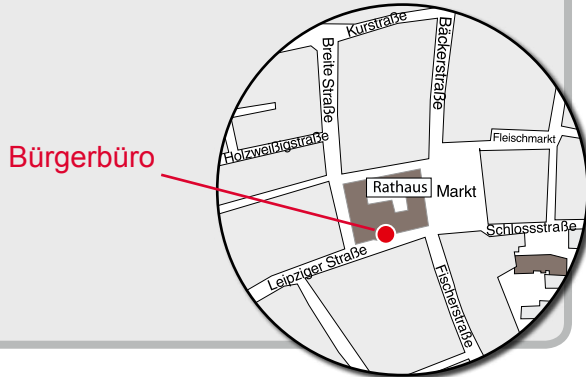 Kurstraße
Breite Straße
Bäckerstraße
Holzweißigstraße
Fleischmarkt
Bürgerbüro
Rathaus
Markt
Schlossstraße
Leipziger Straße
Fischerstraße